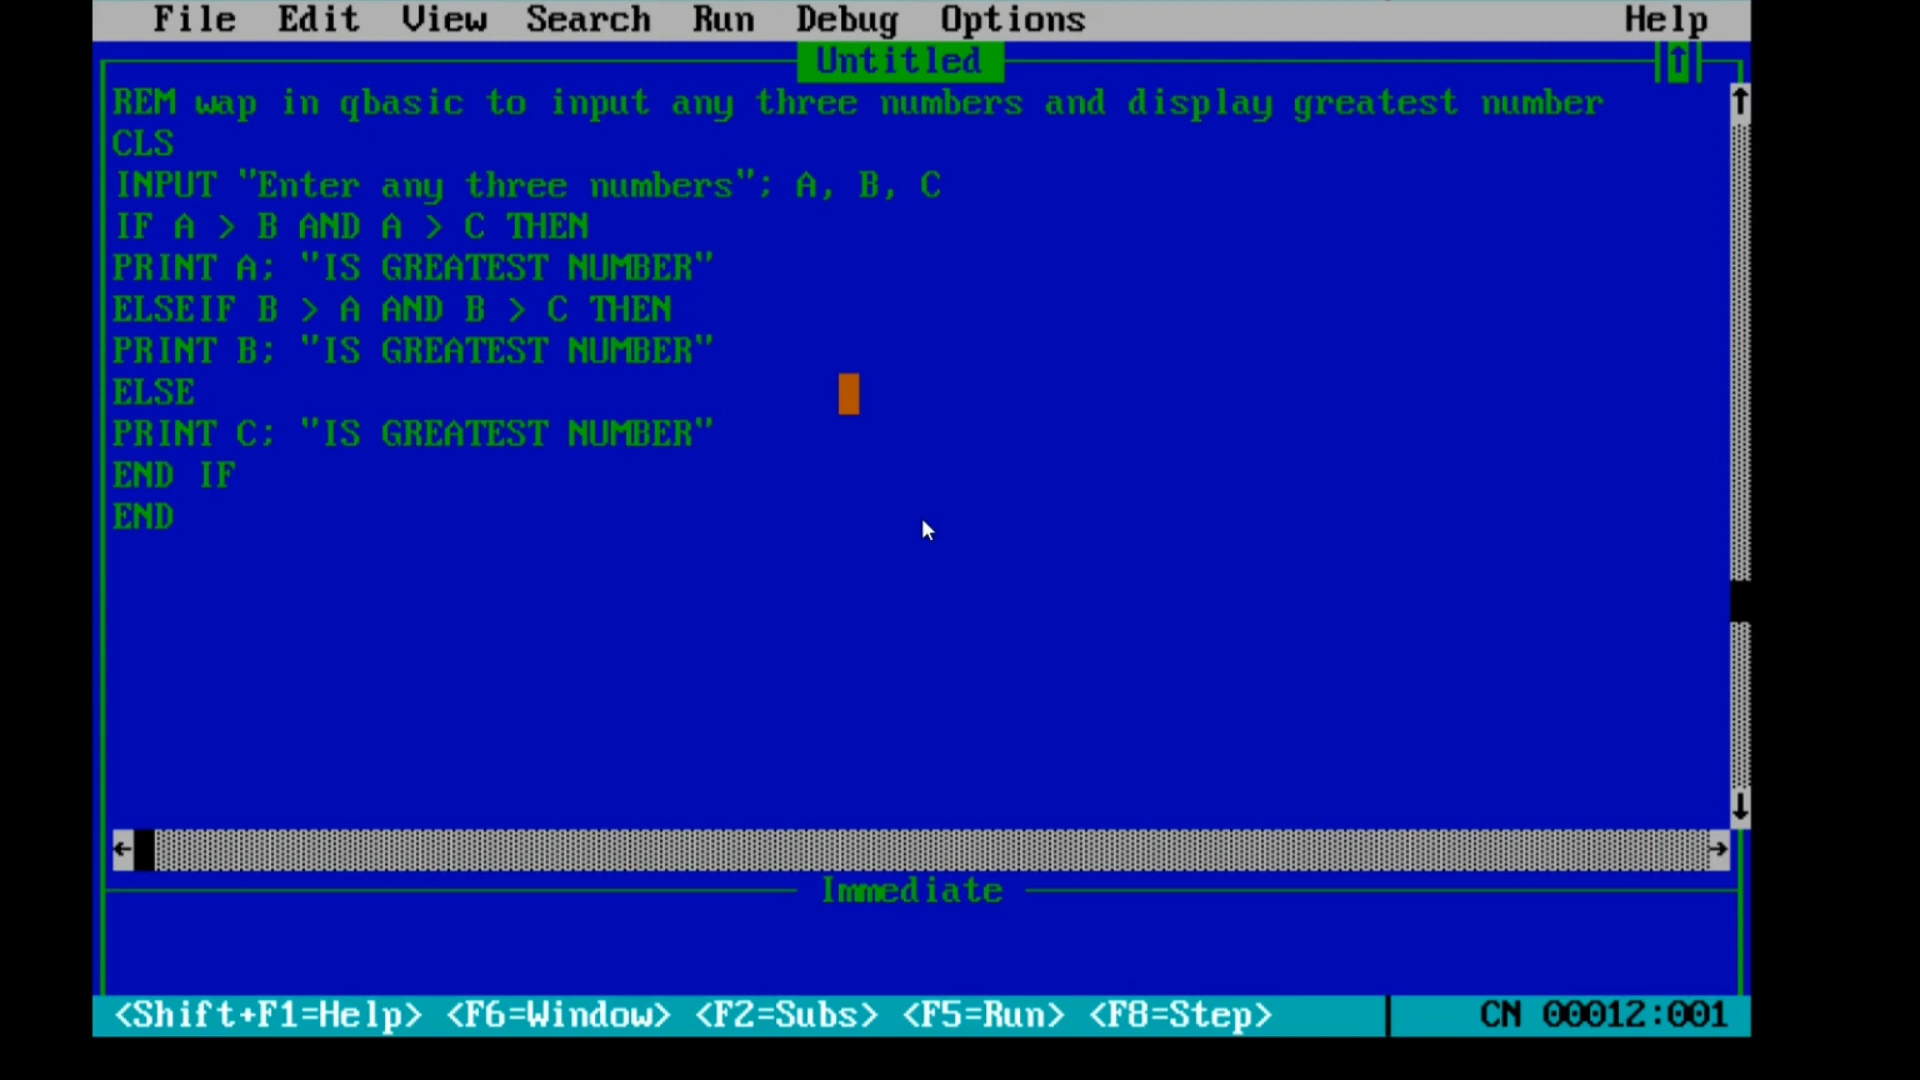 File Edit View Search Run Debug Options Help
Untitled
REM wap in qbasic to input any three numbers and display greatest number
CLS
INPUT "Enter any three numbers"; A, B, C
IF A > B AND A > C THEN
PRINT A; "IS GREATEST NUMBER"
ELSEIF B > A AND B > C THEN
PRINT B; "IS GREATEST NUMBER"
ELSE
PRINT C; "IS GREATEST NUMBER"
END IF
END
Immediate
<Shift+F1=Help> <F6=Window> <F2=Subs> <F5=Run> <F8=Step> CN 00012:001